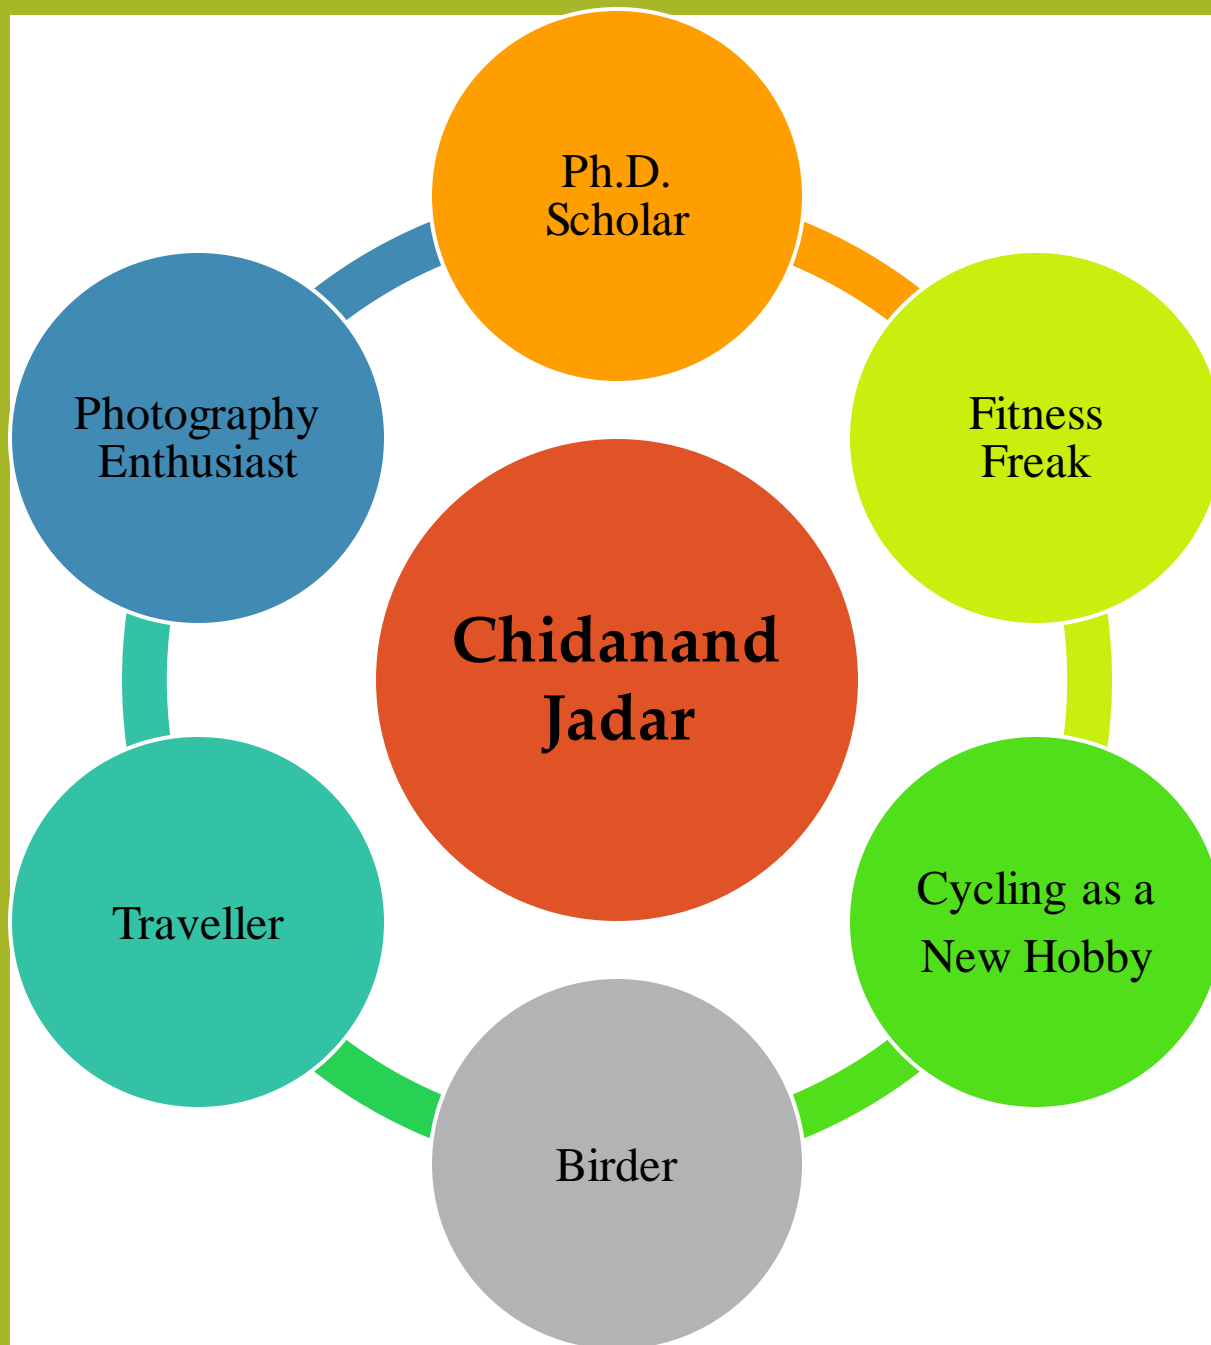 Ph.D.
Scholar
Photography
Enthusiast
Fitness
Freak
Chidanand
Jadar
Traveller
Cycling as a
New Hobby
Birder